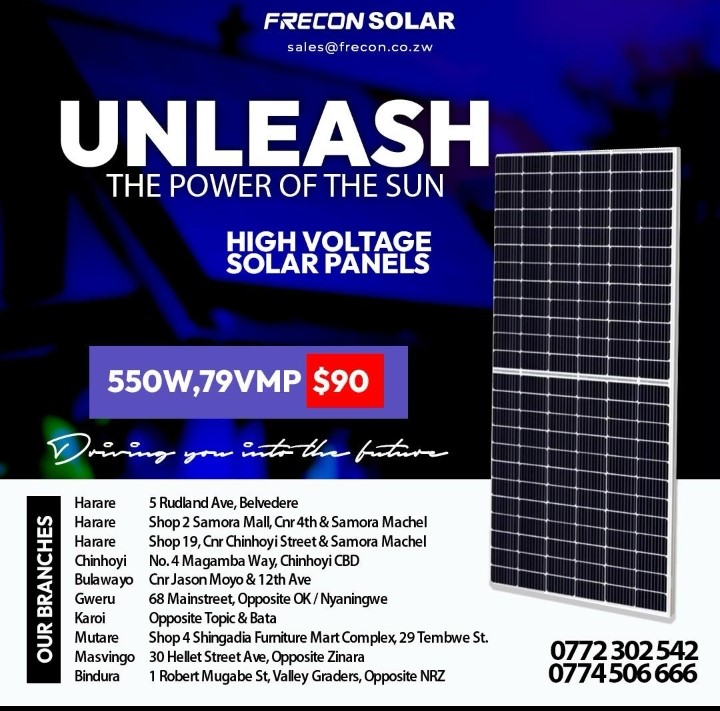 FRECON SOLAR
sales@frecon.co.zw
UNLEASH
THE POWER OF THE SUN
HIGH VOLTAGE
SOLAR PANELS
550W,79VMP $90
Driving you into the future
OUR BRANCHES
Harare 5 Rudland Ave, Belvedere
Harare Shop 2 Samora Mall, Cnr 4th & Samora Machel
Harare Shop 19, Cnr Chinhoyi Street & Samora Machel
Chinhoyi No. 4 Magamba Way, Chinhoyi CBD
Bulawayo Cnr Jason Moyo & 12th Ave
Gweru 68 Mainstreet, Opposite OK / Nyaningwe
Karoi Opposite Topic & Bata
Mutare Shop 4 Shingadia Furniture Mart Complex, 29 Tembwe St.
Masvingo 30 Hellet Street Ave, Opposite Zinara
Bindura 1 Robert Mugabe St, Valley Graders, Opposite NRZ
0772 302 542
0774 506 666